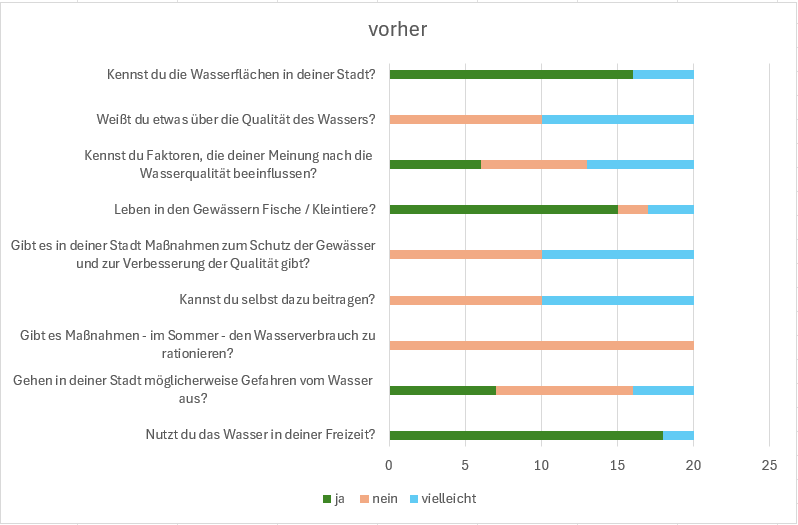 vorher
Kennst du die Wasserflächen in deiner Stadt?
Weißt du etwas über die Qualität des Wassers?
Kennst du Faktoren, die deiner Meinung nach die
Wasserqualität beeinflussen?
Leben in den Gewässern Fische / Kleintiere?
Gibt es in deiner Stadt Maßnahmen zum Schutz der Gewässer
und zur Verbesserung der Qualität gibt?
Kannst du selbst dazu beitragen?
Gibt es Maßnahmen - im Sommer - den Wasserverbrauch zu
rationieren?
Gehen in deiner Stadt möglicherweise Gefahren vom Wasser
aus?
Nutzt du das Wasser in deiner Freizeit?
0 5 10 15 20 25
ja nein vielleicht